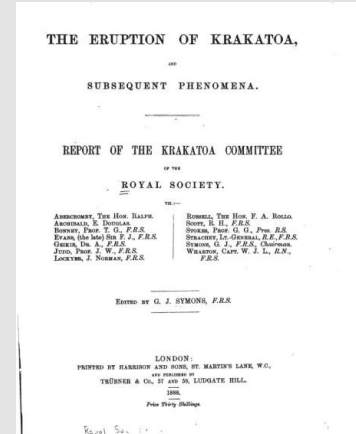 THE ERUPTION OF KRAKATOA,
AND
SUBSEQUENT PHENOMENA.
REPORT OF THE KRAKATOA COMMITTEE
OF THE
ROYAL SOCIETY.
VIZ.:—
ABERCROMBY, THE HON. RALPH.
ARCHIBALD, E. DOUGLAS.
BONNEY, PROF. T. G., F.R.S.
EVANS, (the late) SIR F. J., F.R.S.
GEIKIE, DR. A., F.R.S.
JUDD, PROF. J. W., F.R.S.
LOCKYER, J. NORMAN, F.R.S.
RUSSELL, THE HON. F. A. ROLLO.
SCOTT, R. H., F.R.S.
STOKES, PROF. G. G., Pres. R.S.
STRACHEY, LT.-GENERAL, R.E., F.R.S.
SYMONS, G. J., F.R.S., Chairman.
WHARTON, CAPT. W. J. L., R.N.,
F.R.S.
EDITED BY G. J. SYMONS, F.R.S.
LONDON:
PRINTED BY HARRISON AND SONS, ST. MARTIN'S LANE, W.C.,
AND PUBLISHED BY
TRÜBNER & Co., 57 AND 59, LUDGATE HILL.
1888.
Price Thirty Shillings.